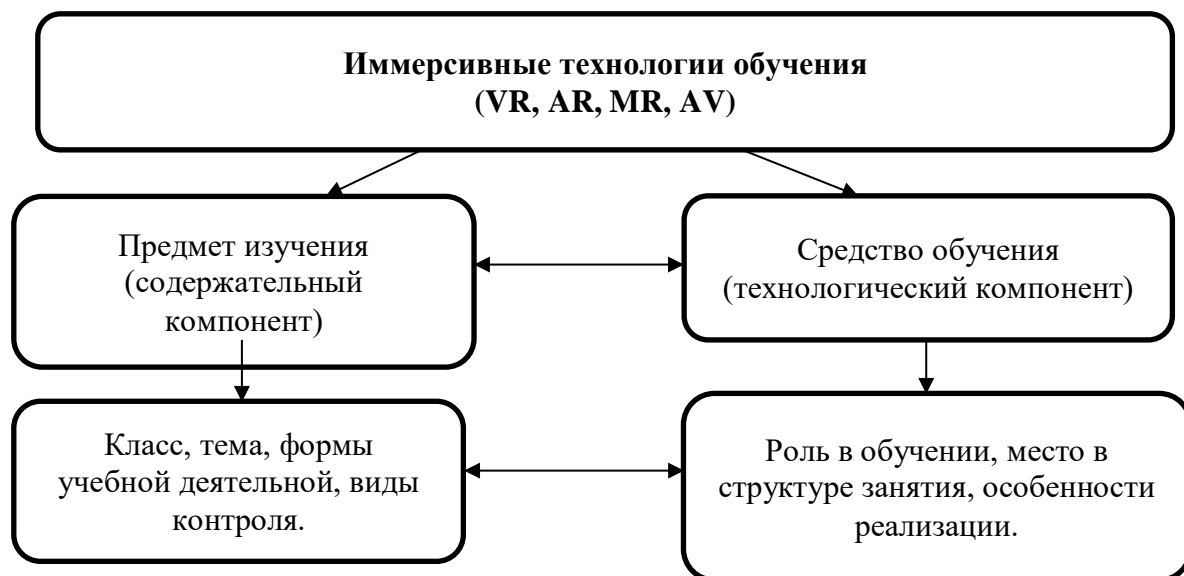 Иммерсивные технологии обучения
(VR, AR, MR, AV)
Предмет изучения
(содержательный
компонент)
Средство обучения
(технологический компонент)
Класс, тема, формы
учебной деятельной, виды
контроля.
Роль в обучении, место в
структуре занятия, особенности
реализации.